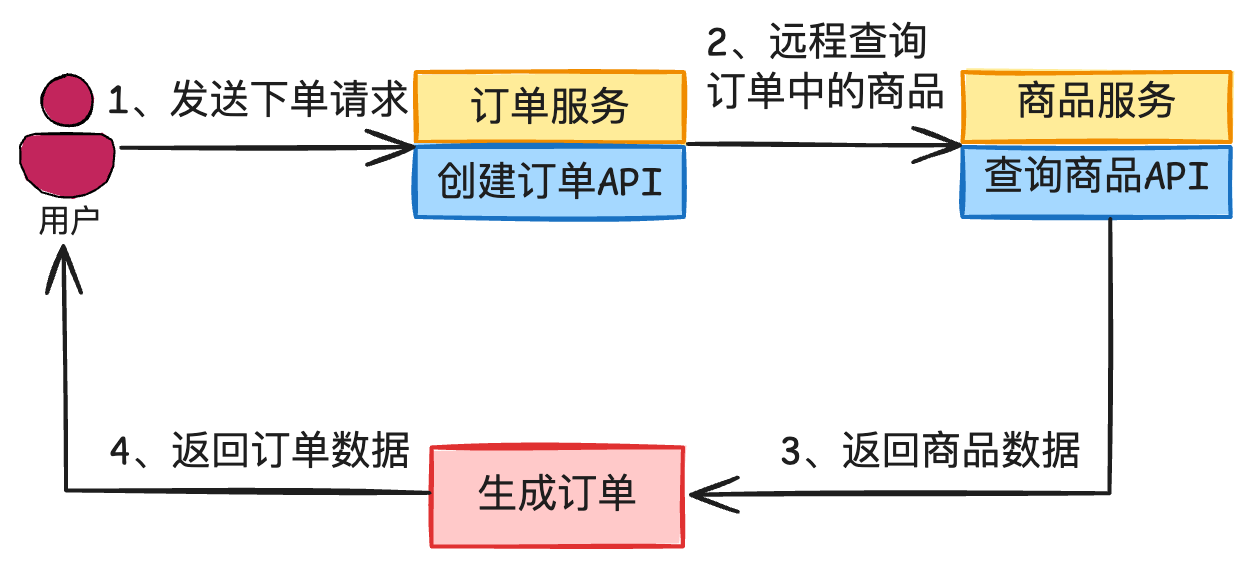 1、发送下单请求
订单服务
创建订单API
2、远程查询
订单中的商品
商品服务
查询商品API
用户
4、返回订单数据
生成订单
3、返回商品数据